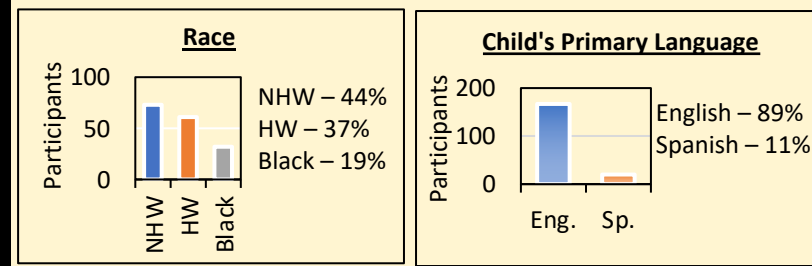 Race
Participants
100
50
0
NHW
HW
Black
NHW – 44%
HW – 37%
Black – 19%
Child's Primary Language
Participants
200
100
0
Eng.
Sp.
English – 89%
Spanish – 11%